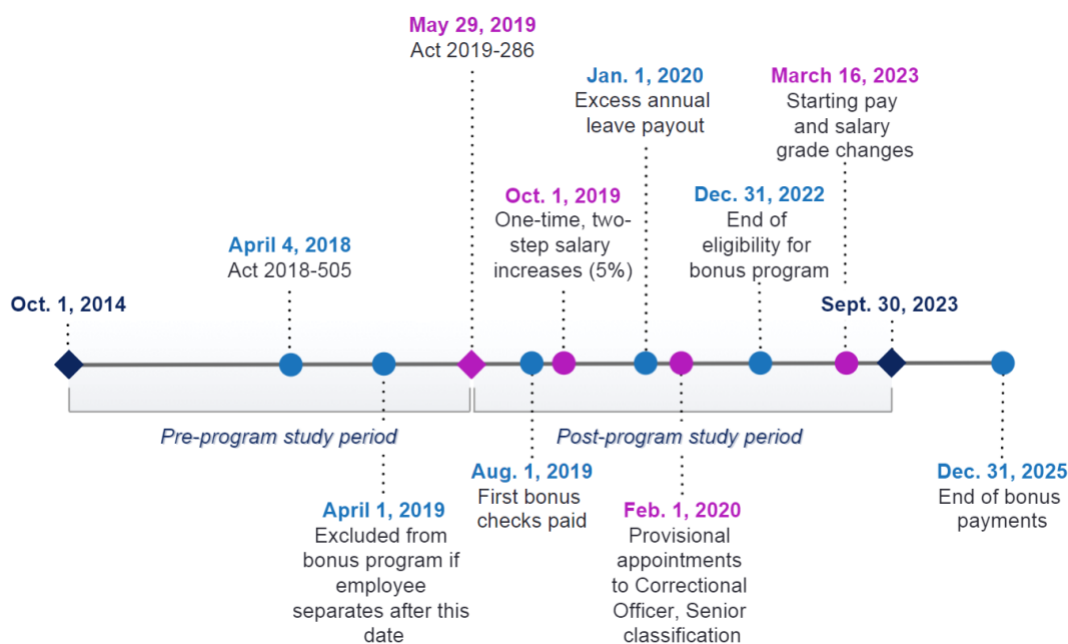 May 29, 2019
Act 2019-286
Jan. 1, 2020
Excess annual
leave payout
March 16, 2023
Starting pay
and salary
grade changes
Oct. 1, 2019
One-time, two-
step salary
increases (5%)
Dec. 31, 2022
End of
eligibility for
bonus program
April 4, 2018
Act 2018-505
Oct. 1, 2014
Sept. 30, 2023
Pre-program study period
Post-program study period
April 1, 2019
Excluded from
bonus program if
employee
separates after this
date
Aug. 1, 2019
First bonus
checks paid
Feb. 1, 2020
Provisional
appointments
to Correctional
Officer, Senior
classification
Dec. 31, 2025
End of bonus
payments